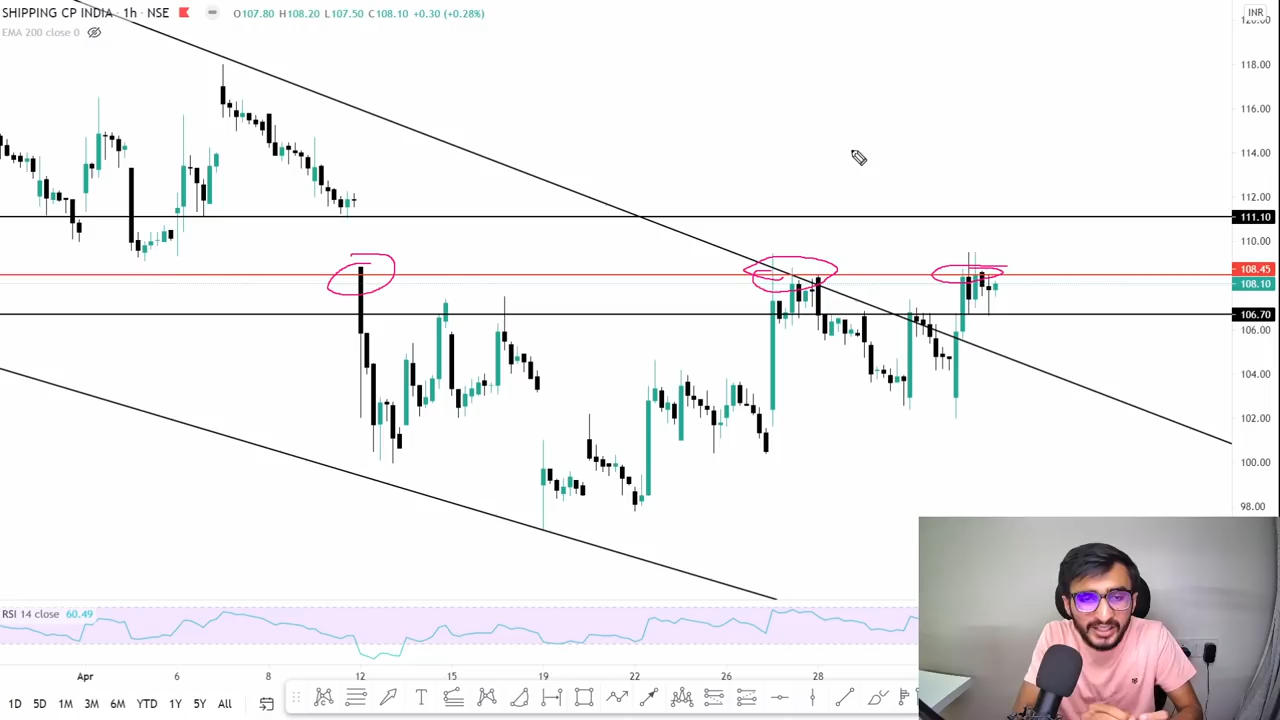 SHIPPING CP INDIA · 1h · NSE O107.80 H108.20 L107.50 C108.10 +0.30 (+0.28%)
EMA 200 close 0
INR
120.00
118.00
116.00
114.00
112.00
111.10
110.00
108.45
108.10
106.70
106.00
104.00
102.00
100.00
98.00
RSI 14 close 60.49
Apr 6 8 12 15 19 22 26 28
1D 5D 1M 3M 6M YTD 1Y 5Y All